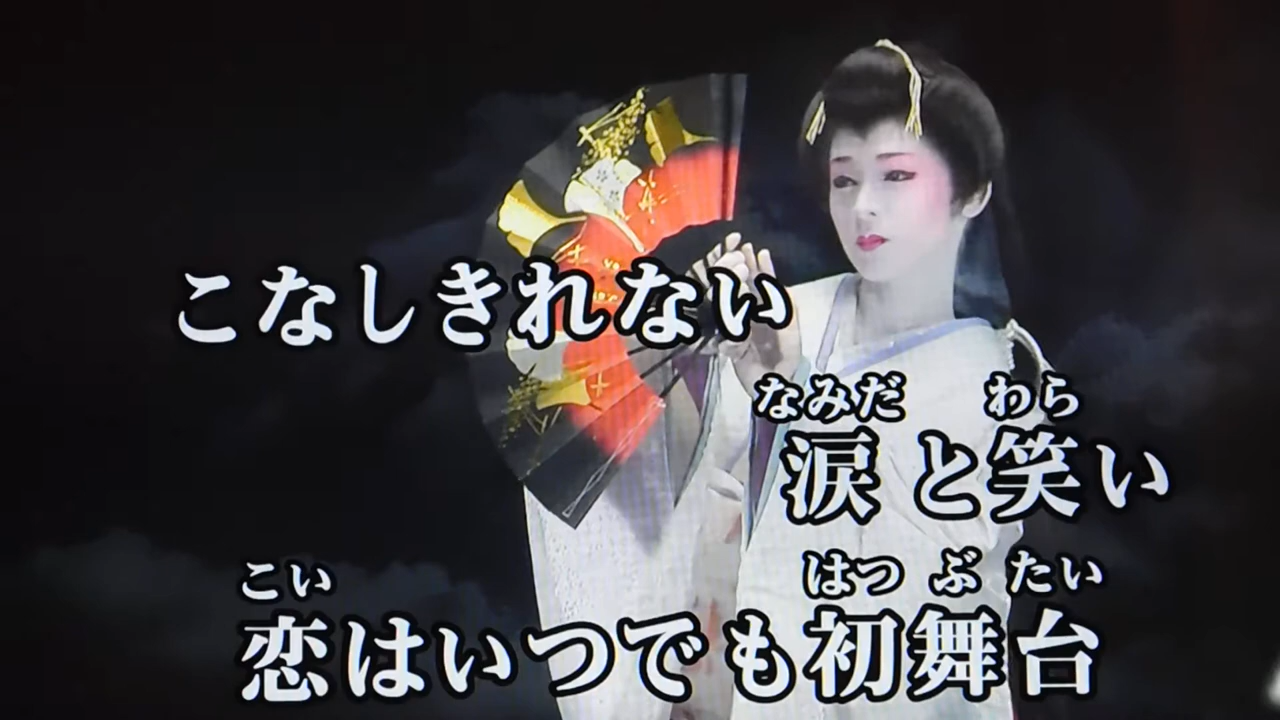 こなしきれない
なみだ わら
涙と笑い
こい はつ ぶ たい
恋はいつでも初舞台